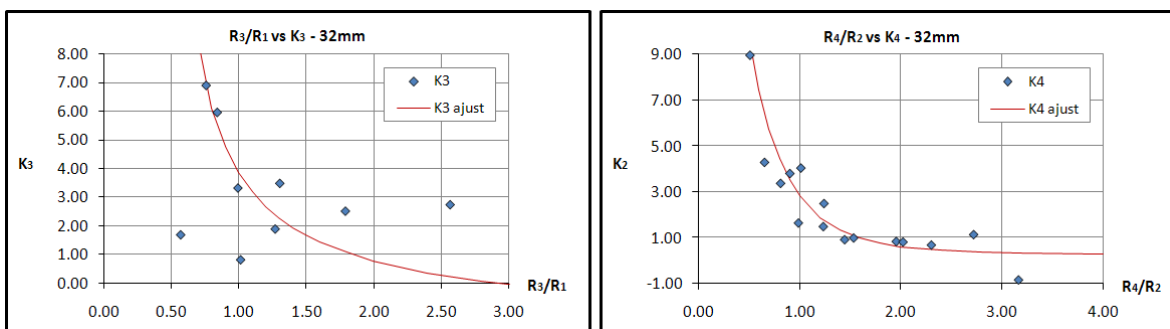 R3/R1 vs K3 - 32mm
8.00
7.00
6.00
5.00
4.00
3.00
2.00
1.00
0.00
K3
K3
K3 ajust
R3/R1
0.00 0.50 1.00 1.50 2.00 2.50 3.00
R4/R2 vs K4 - 32mm
9.00
7.00
5.00
3.00
1.00
-1.00
K2
K4
K4 ajust
R4/R2
0.00 1.00 2.00 3.00 4.00